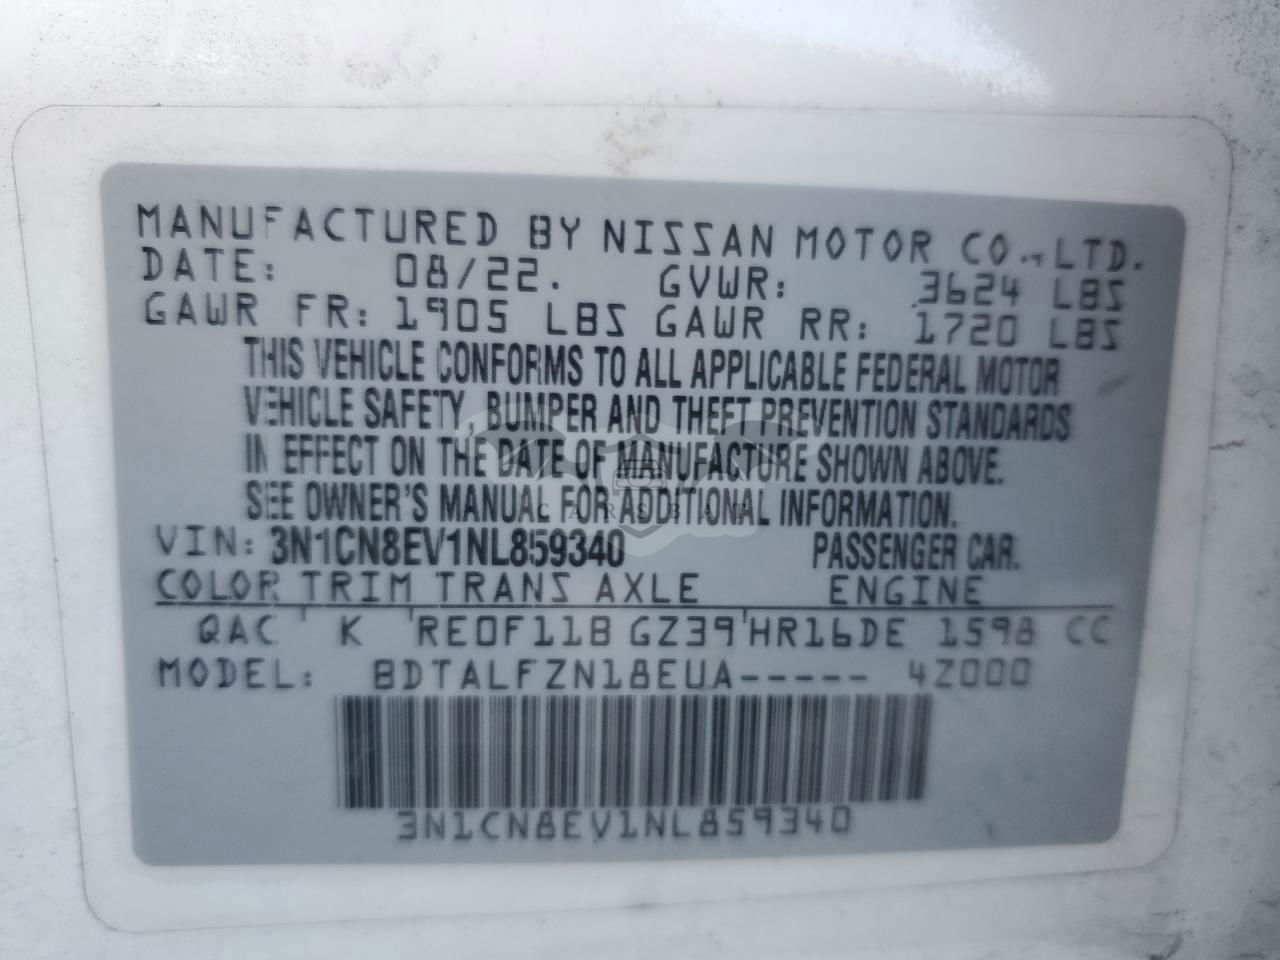 MANUFACTURED BY NISSAN MOTOR CO., LTD.
DATE: 08/22. GVWR: 3624 LBS
GAWR FR: 1905 LBS GAWR RR: 1720 LBS
THIS VEHICLE CONFORMS TO ALL APPLICABLE FEDERAL MOTOR
VEHICLE SAFETY, BUMPER AND THEFT PREVENTION STANDARDS
IN EFFECT ON THE DATE OF MANUFACTURE SHOWN ABOVE.
SEE OWNER'S MANUAL FOR ADDITIONAL INFORMATION.
CARSBAT
VIN: 3N1CN8EV1NL859340 PASSENGER CAR.
COLOR TRIM TRANS AXLE ENGINE
QAC K RE0F11B GZ39 HR16DE 1598 CC
MODEL: BDTALFZN18EUA----- 4Z000
3N1CN8EV1NL859340